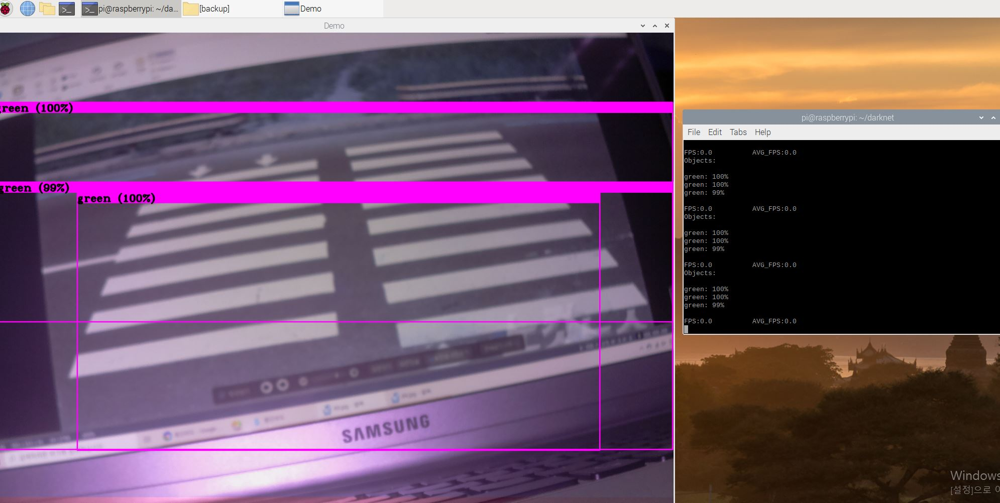 pi@raspberrypi: ~/da...
[backup]
Demo
Demo
green (100%)
green (99%)
green (100%)
SAMSUNG
pi@raspberrypi: ~/darknet
File Edit Tabs Help
FPS:0.0 AVG_FPS:0.0
Objects:
green: 100%
green: 100%
green: 99%
FPS:0.0 AVG_FPS:0.0
Objects:
green: 100%
green: 100%
green: 99%
FPS:0.0 AVG_FPS:0.0
Objects:
green: 100%
green: 100%
green: 99%
FPS:0.0 AVG_FPS:0.0
Windows
[설정]으로